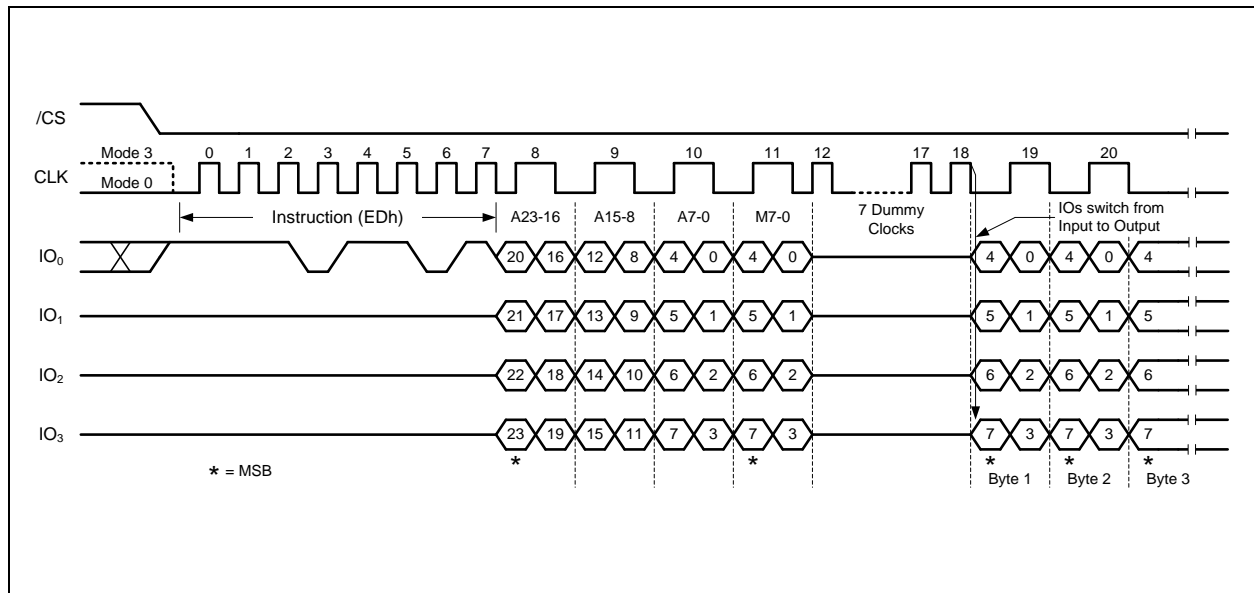 /CS
Mode 3 0 1 2 3 4 5 6 7 8 9 10 11 12 17 18 19 20
CLK
Mode 0
Instruction (EDh) A23-16 A15-8 A7-0 M7-0 7 Dummy
Clocks
IOs switch from
Input to Output
IO₀ 20 16 12 8 4 0 4 0 4 0 4 0 4
IO₁ 21 17 13 9 5 1 5 1 5 1 5 1 5
IO₂ 22 18 14 10 6 2 6 2 6 2 6 2 6
IO₃ 23 19 15 11 7 3 7 3 7 3 7 3 7
* * * * *
* = MSB
Byte 1 Byte 2 Byte 3